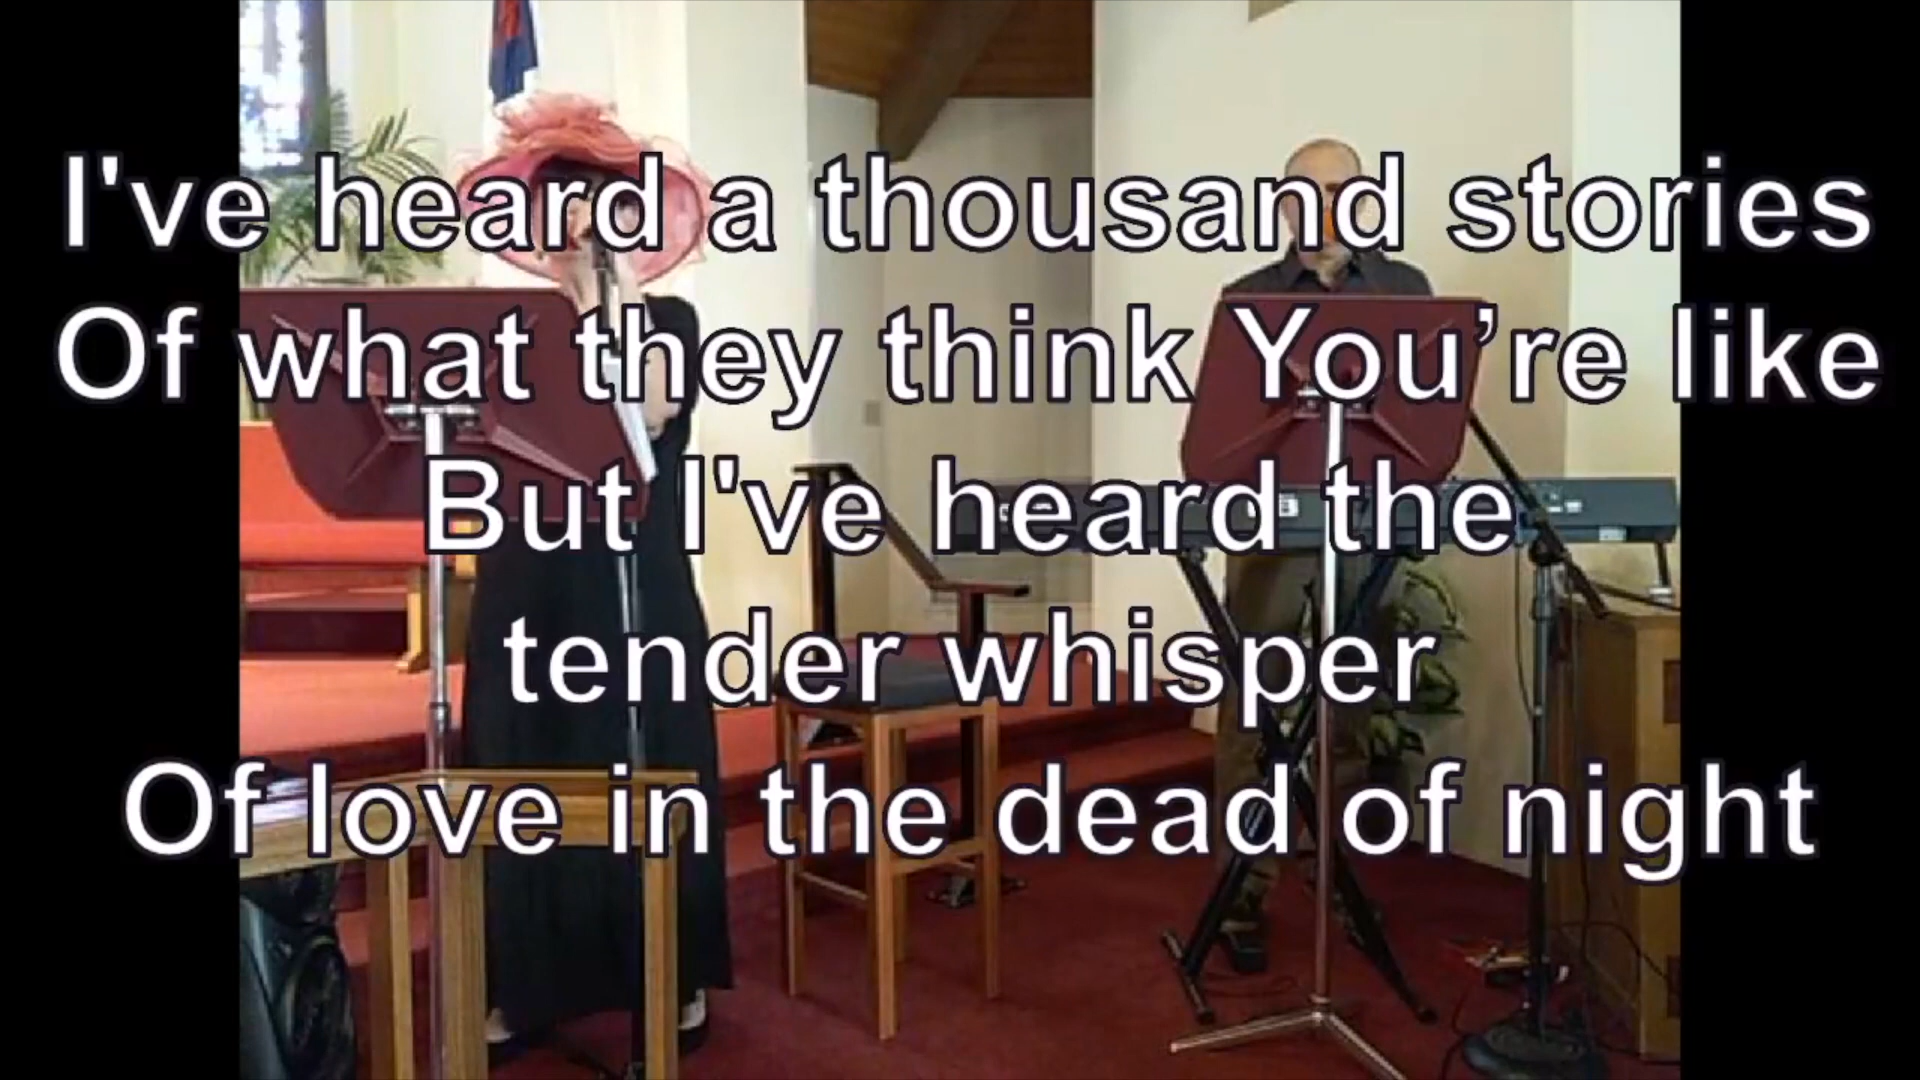 I've heard a thousand stories
Of what they think You’re like
But I've heard the
tender whisper
Of love in the dead of night